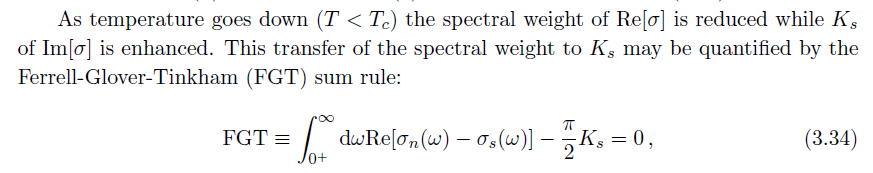 As temperature goes down (T < T_c) the spectral weight of Re[σ] is reduced while K_s
of Im[σ] is enhanced. This transfer of the spectral weight to K_s may be quantified by the
Ferrell-Glover-Tinkham (FGT) sum rule:
FGT ≡ ∫_{0+}^{∞} dωRe[σ_n(ω) − σ_s(ω)] − π/2 K_s = 0 , (3.34)